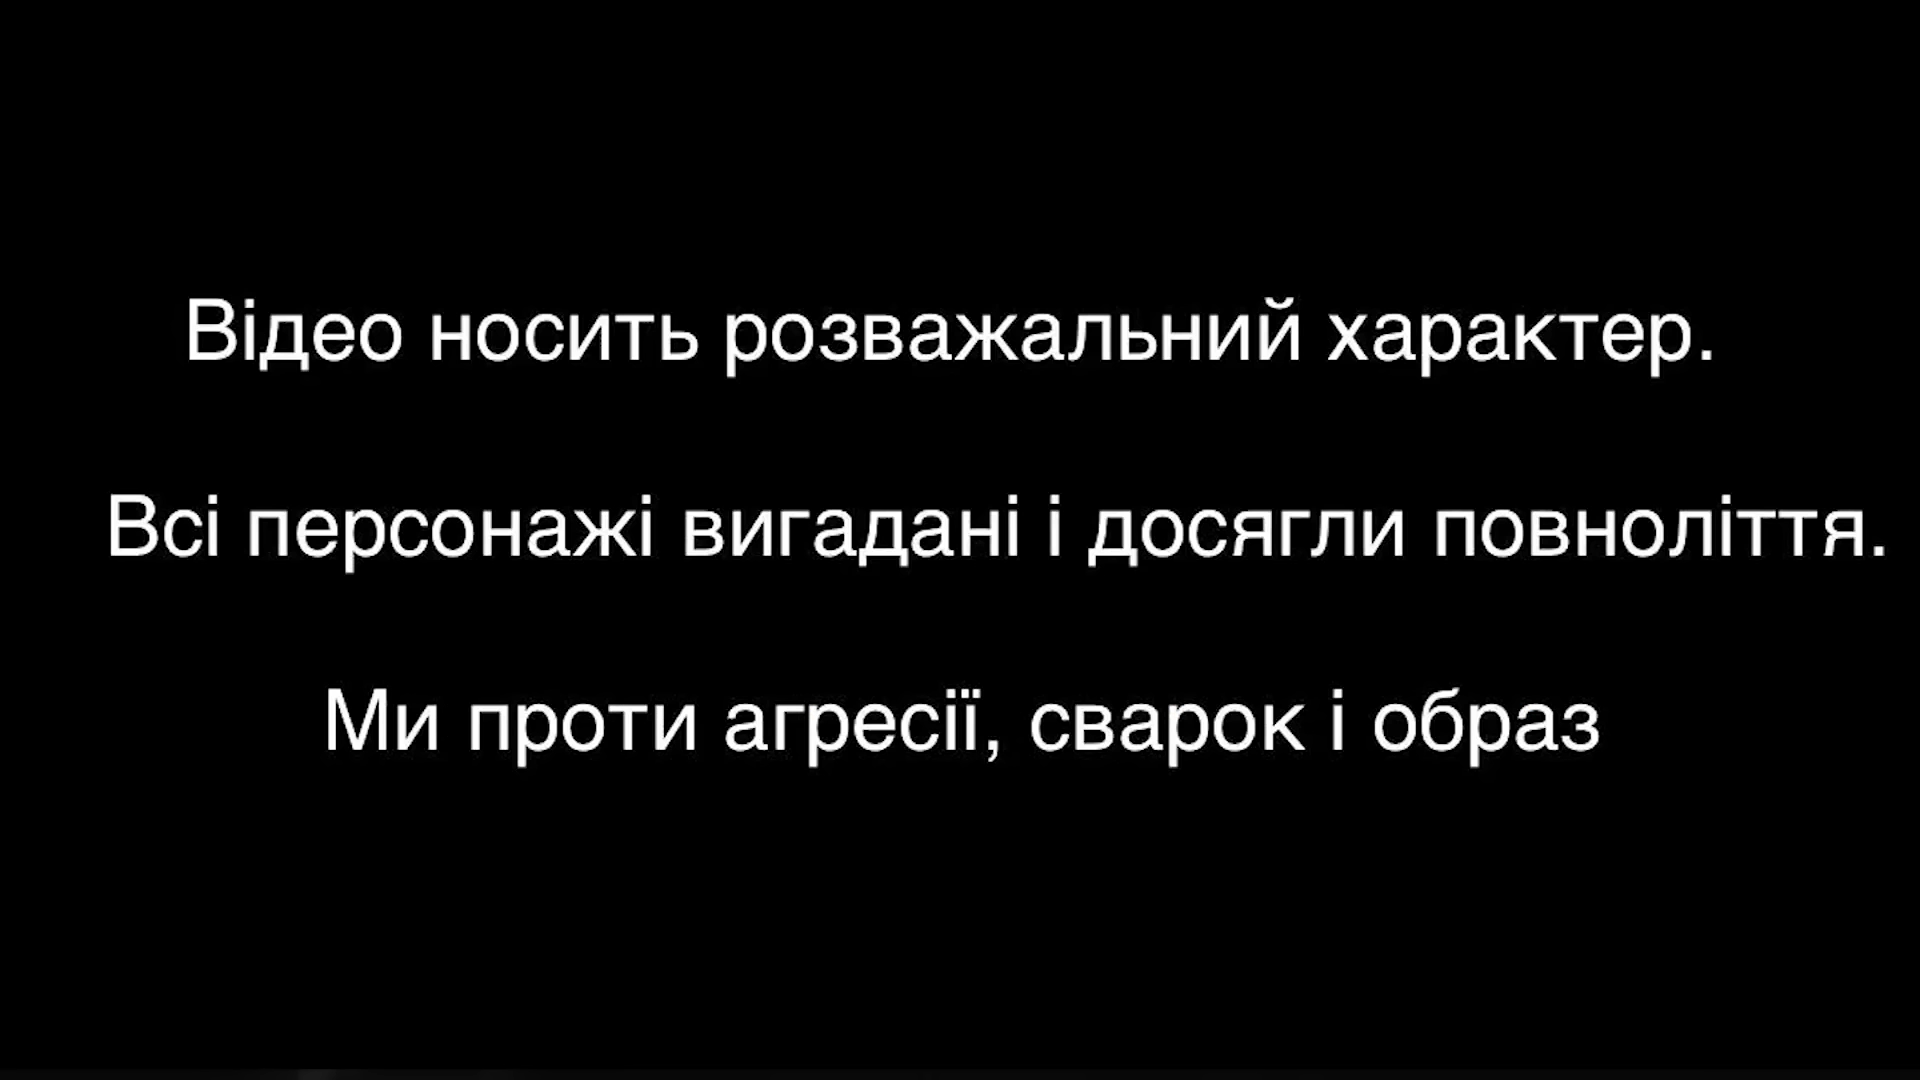 Відео носить розважальний характер.
Всі персонажі вигадані і досягли повноліття.
Ми проти агресії, сварок і образ